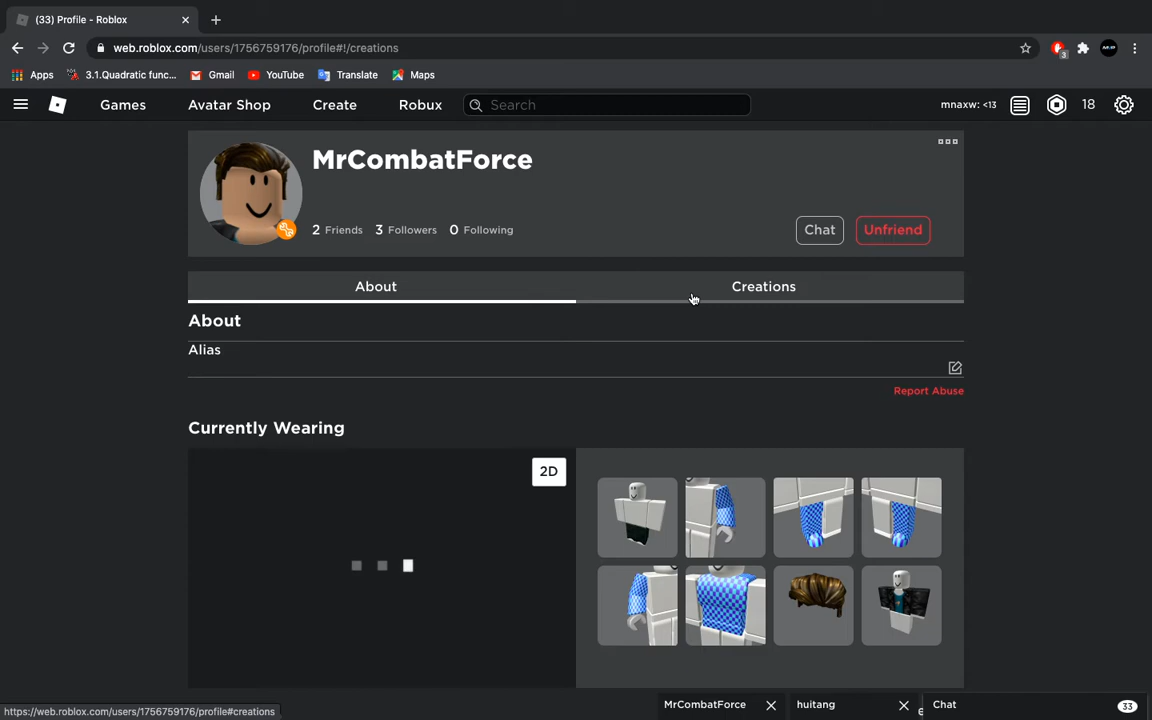 (33) Profile - Roblox
web.roblox.com/users/1756759176/profile#!/creations
3
Apps 3.1.Quadratic func... Gmail YouTube Translate Maps
Games Avatar Shop Create Robux Search mnaxw: <13 18
MrCombatForce
2 Friends 3 Followers 0 Following
Chat Unfriend
About Creations
About
Alias
Report Abuse
Currently Wearing
2D
https://web.roblox.com/users/1756759176/profile#creations
MrCombatForce huitang Chat 33